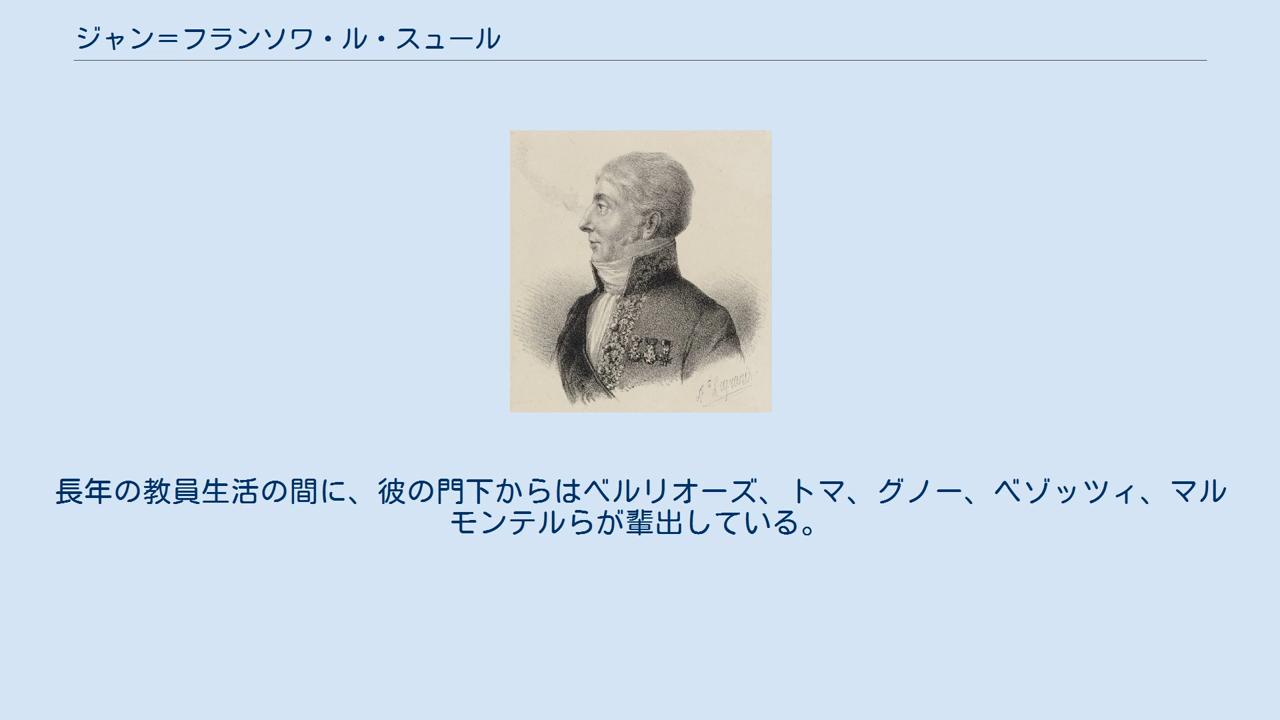 ジャン＝フランソワ・ル・スュール
長年の教員生活の間に、彼の門下からはベルリオーズ、トマ、グノー、ベゾッツィ、マル
モンテルらが輩出している。